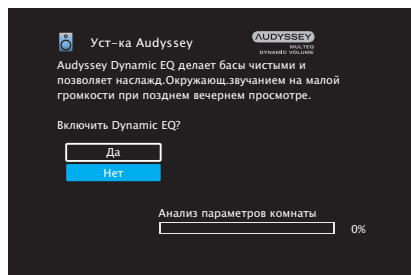 Уст-ка Audyssey
AUDYSSEY
MULTEQ
DYNAMIC VOLUME
Audyssey Dynamic EQ делает басы чистыми и
позволяет наслажд.Окружающ.звучанием на малой
громкости при позднем вечернем просмотре.
Включить Dynamic EQ?
Да
Нет
Анализ параметров комнаты
0%